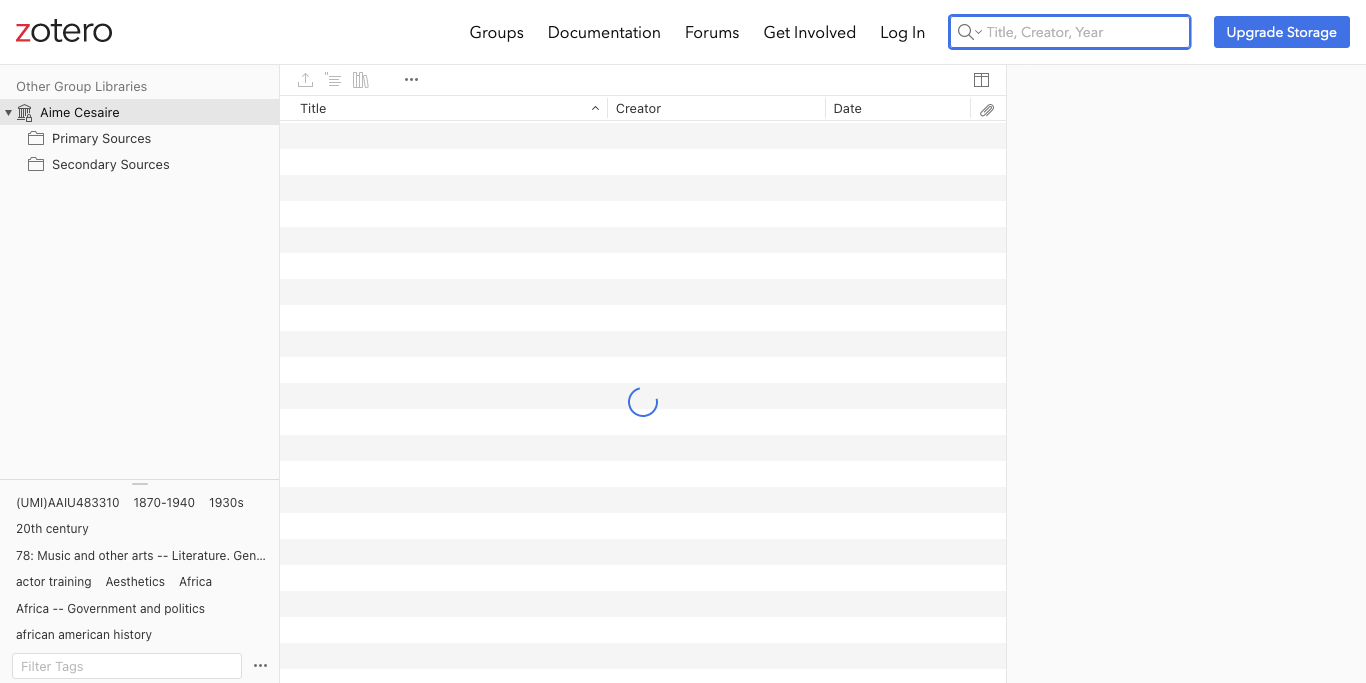 zotero
Groups Documentation Forums Get Involved Log In Title, Creator, Year Upgrade Storage
Other Group Libraries
Aime Cesaire
Primary Sources
Secondary Sources
Title Creator Date
(UMI)AAIU483310 1870-1940 1930s
20th century
78: Music and other arts -- Literature. Gen...
actor training Aesthetics Africa
Africa -- Government and politics
african american history
Filter Tags